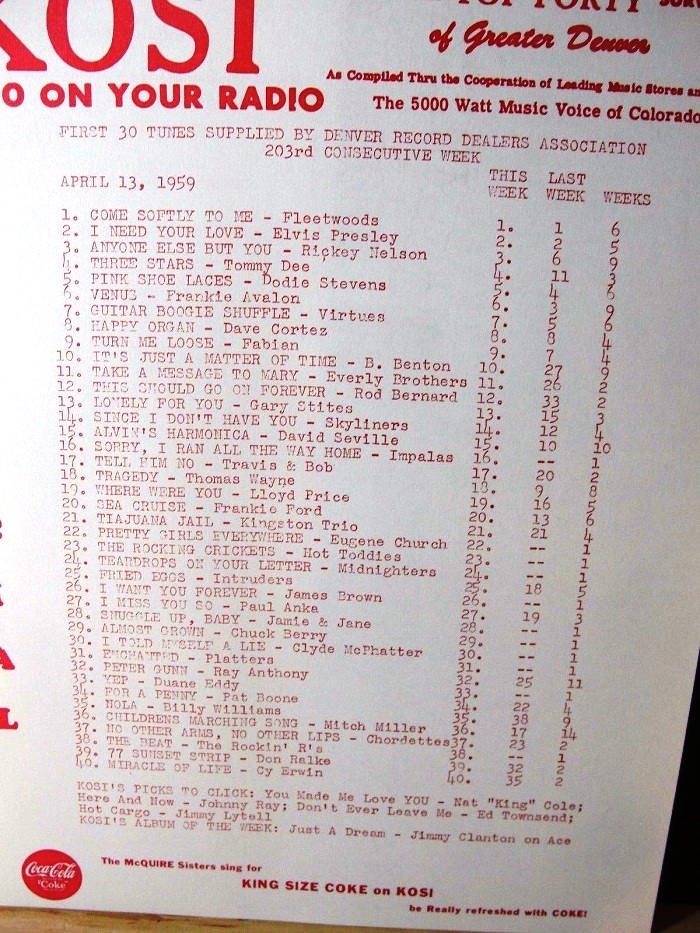 KOSI
TOP FORTY
of Greater Denver
0 ON YOUR RADIO
As Compiled Thru the Cooperation of Leading Music Stores
The 5000 Watt Music Voice of Colorado
FIRST 30 TUNES SUPPLIED BY DENVER RECORD DEALERS ASSOCIATION
203rd CONSECUTIVE WEEK
APRIL 13, 1959
THIS WEEK LAST WEEK WEEKS
1. COME SOFTLY TO ME - Fleetwoods 1. 1 6
2. I NEED YOUR LOVE - Elvis Presley 2. 2 5
3. ANYONE ELSE BUT YOU - Rickey Nelson 3. 6 9
4. THREE STARS - Tommy Dee 4. 11 3
5. PINK SHOE LACES - Dodie Stevens 5. 4 6
6. VENUS - Frankie Avalon 6. 3 9
7. GUITAR BOOGIE SHUFFLE - Virtues 7. 5 6
8. HAPPY ORGAN - Dave Cortez 8. 8 4
9. TURN ME LOOSE - Fabian 9. 7 4
10. IT'S JUST A MATTER OF TIME - B. Benton 10. 27 9
11. TAKE A MESSAGE TO MARY - Everly Brothers 11. 26 2
12. THIS SHOULD GO ON FOREVER - Rod Bernard 12. 33 2
13. LONELY FOR YOU - Gary Stites 13. 15 3
14. SINCE I DON'T HAVE YOU - Skyliners 14. 12 4
15. ALVIN'S HARMONICA - David Seville 15. 10 10
16. SORRY, I RAN ALL THE WAY HOME - Impalas 16. -- 1
17. TELL HIM NO - Travis & Bob 17. 20 2
18. TRAGEDY - Thomas Wayne 18. 9 8
19. WHERE WERE YOU - Lloyd Price 19. 16 5
20. SEA CRUISE - Frankie Ford 20. 13 6
21. TIAJUANA JAIL - Kingston Trio 21. 21 4
22. PRETTY GIRLS EVERYWHERE - Eugene Church 22. -- 1
23. THE ROCKING CRICKETS - Hot Toddies 23. -- 1
24. TEARDROPS ON YOUR LETTER - Midnighters 24. -- 1
25. FRIED EGGS - Intruders 25. 18 5
26. I WANT YOU FOREVER - James Brown 26. -- 1
27. I MISS YOU SO - Paul Anka 27. 19 3
28. SNUGGLE UP, BABY - Jamie & Jane 28. -- 1
29. ALMOST GROWN - Chuck Berry 29. -- 1
30. I TOLD MYSELF A LIE - Clyde McPhatter 30. -- 1
31. ENCHANTED - Platters 31. -- 1
32. PETER GUNN - Ray Anthony 32. 25 11
33. YEP - Duane Eddy 33. -- 1
34. FOR A PENNY - Pat Boone 34. 22 4
35. NOLA - Billy Williams 35. 38 9
36. CHILDRENS MARCHING SONG - Mitch Miller 36. 17 14
37. NO OTHER ARMS, NO OTHER LIPS - Chordettes 37. 23 2
38. THE BEAT - The Rockin' R's 38. -- 1
39. 77 SUNSET STRIP - Don Ralke 39. 32 2
40. MIRACLE OF LIFE - Cy Erwin 40. 35 2
KOSI'S PICKS TO CLICK: You Made Me Love YOU - Nat "King" Cole;
Here And Now - Johnny Ray; Don't Ever Leave Me - Ed Townsend;
Hot Cargo - Jimmy Lytell
KOSI'S ALBUM OF THE WEEK: Just A Dream - Jimmy Clanton on Ace
Coca-Cola
"Coke"
The McQUIRE Sisters sing for
KING SIZE COKE on KOSI
be Really refreshed with COKE!